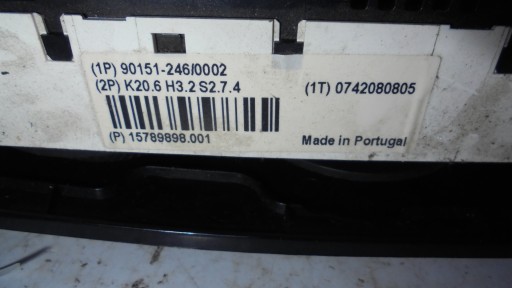 (1P) 90151-246/0002
(2P) K20.6 H3.2 S2.7.4
(1T) 0742080805
(P) 15789898.001
Made in Portugal